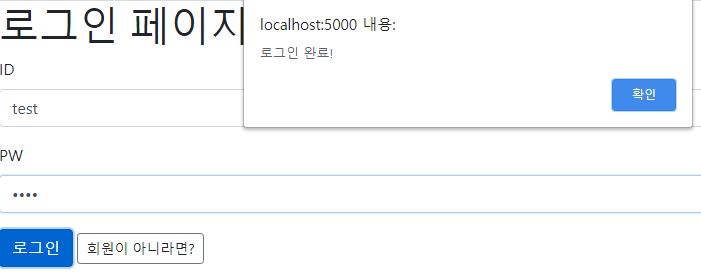 로그인 페이지
localhost:5000 내용:
로그인 완료!
확인
ID
test
PW
••••
로그인
회원이 아니라면?